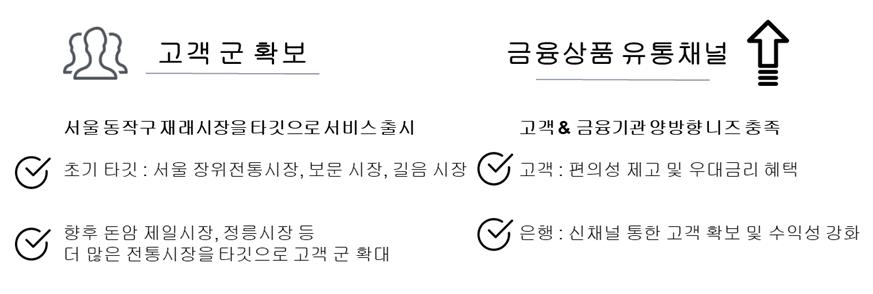 고객 군 확보
서울 동작구 재래시장을 타깃으로 서비스 출시
초기 타깃 : 서울 장위전통시장, 보문 시장, 길음 시장
향후 돈암 제일시장, 정릉시장 등
더 많은 전통시장을 타깃으로 고객 군 확대
금융상품 유통채널
고객 & 금융기관 양방향 니즈 충족
고객 : 편의성 제고 및 우대금리 혜택
은행 : 신채널 통한 고객 확보 및 수익성 강화